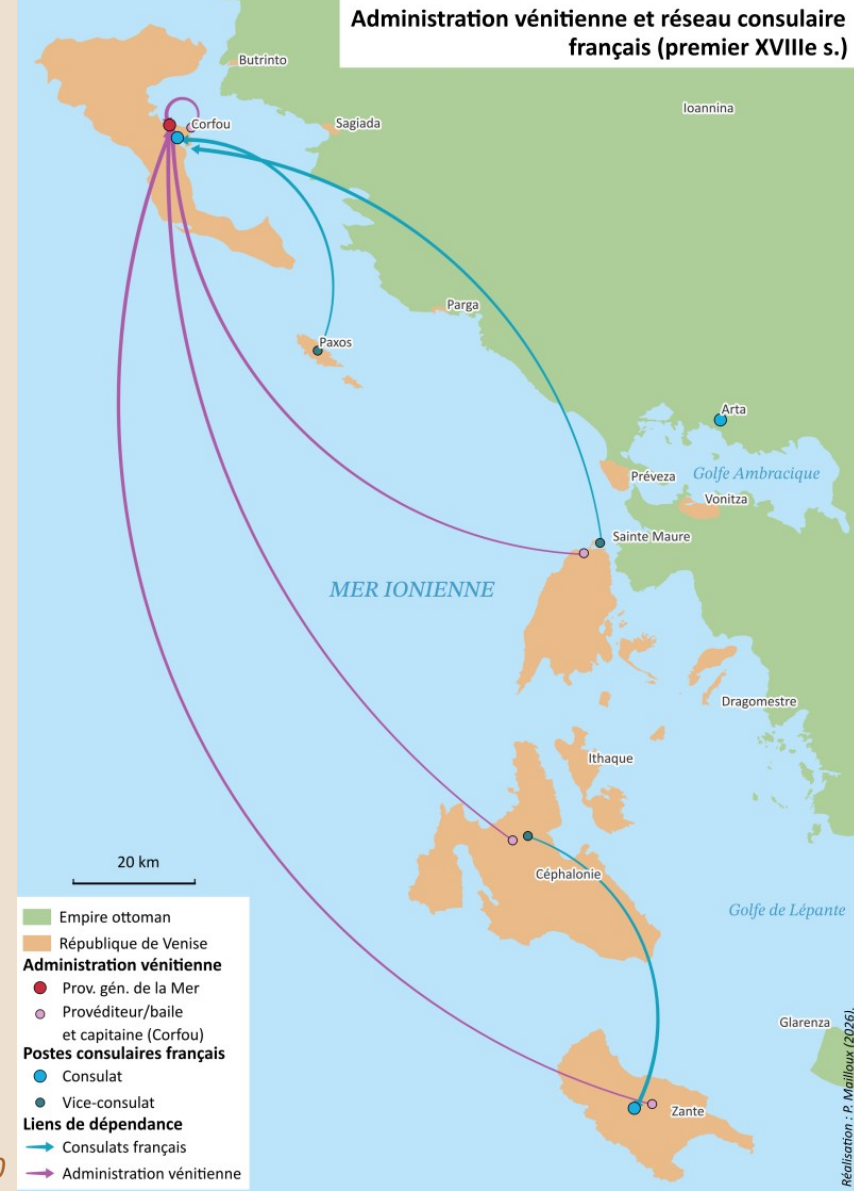 Administration vénitienne et réseau consulaire
français (premier XVIIIe s.)
Butrinto
Ioannina
Corfou
Sagiada
Parga
Paxos
Arta
Golfe Ambracique
Préveza
Vonitza
Sainte Maure
MER IONIENNE
Dragomestre
Ithaque
20 km
Céphalonie
Golfe de Lépante
Empire ottoman
République de Venise
Administration vénitienne
Prov. gén. de la Mer
Provéditeur/baile
et capitaine (Corfou)
Postes consulaires français
Consulat
Vice-consulat
Liens de dépendance
Consulats français
Administration vénitienne
Glarenza
Zante
Réalisation : P. Mailloux (2026).